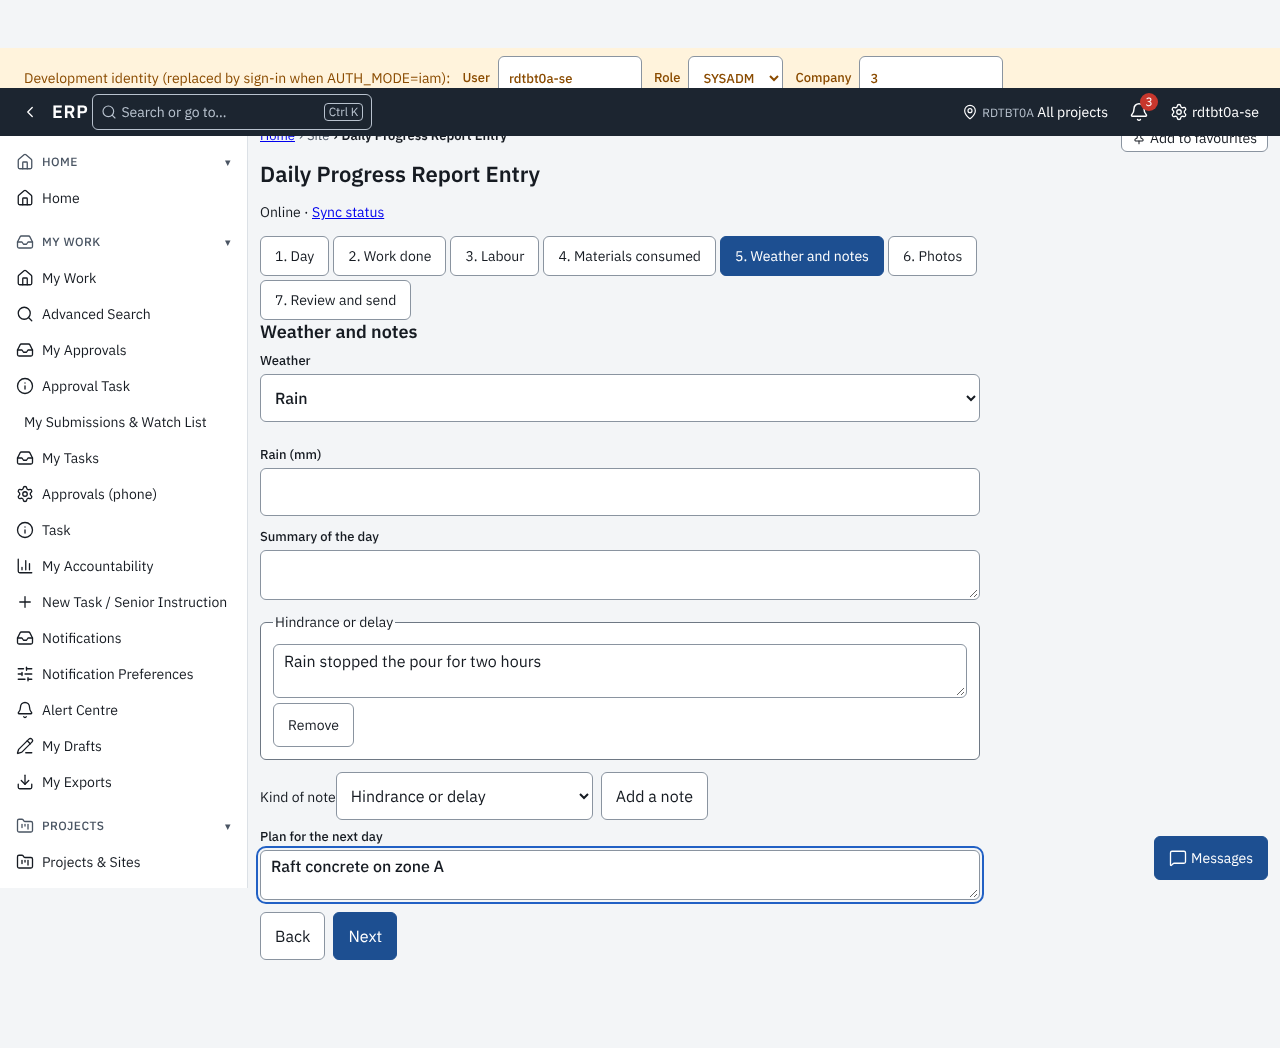 Development identity (replaced by sign-in when AUTH_MODE=iam): User rdtbt0a-se Role SYSADM Company 3
ERP Search or go to... Ctrl K RDTBT0A All projects 3 rdtbt0a-se
Home › Site › Daily Progress Report Entry Add to favourites
HOME
Home
MY WORK
My Work
Advanced Search
My Approvals
Approval Task
My Submissions & Watch List
My Tasks
Approvals (phone)
Task
My Accountability
New Task / Senior Instruction
Notifications
Notification Preferences
Alert Centre
My Drafts
My Exports
PROJECTS
Projects & Sites
Daily Progress Report Entry
Online · Sync status
1. Day 2. Work done 3. Labour 4. Materials consumed 5. Weather and notes 6. Photos
7. Review and send
Weather and notes
Weather
Rain
Rain (mm)
Summary of the day
Hindrance or delay
Rain stopped the pour for two hours
Remove
Kind of note Hindrance or delay Add a note
Plan for the next day
Raft concrete on zone A
Back Next
Messages